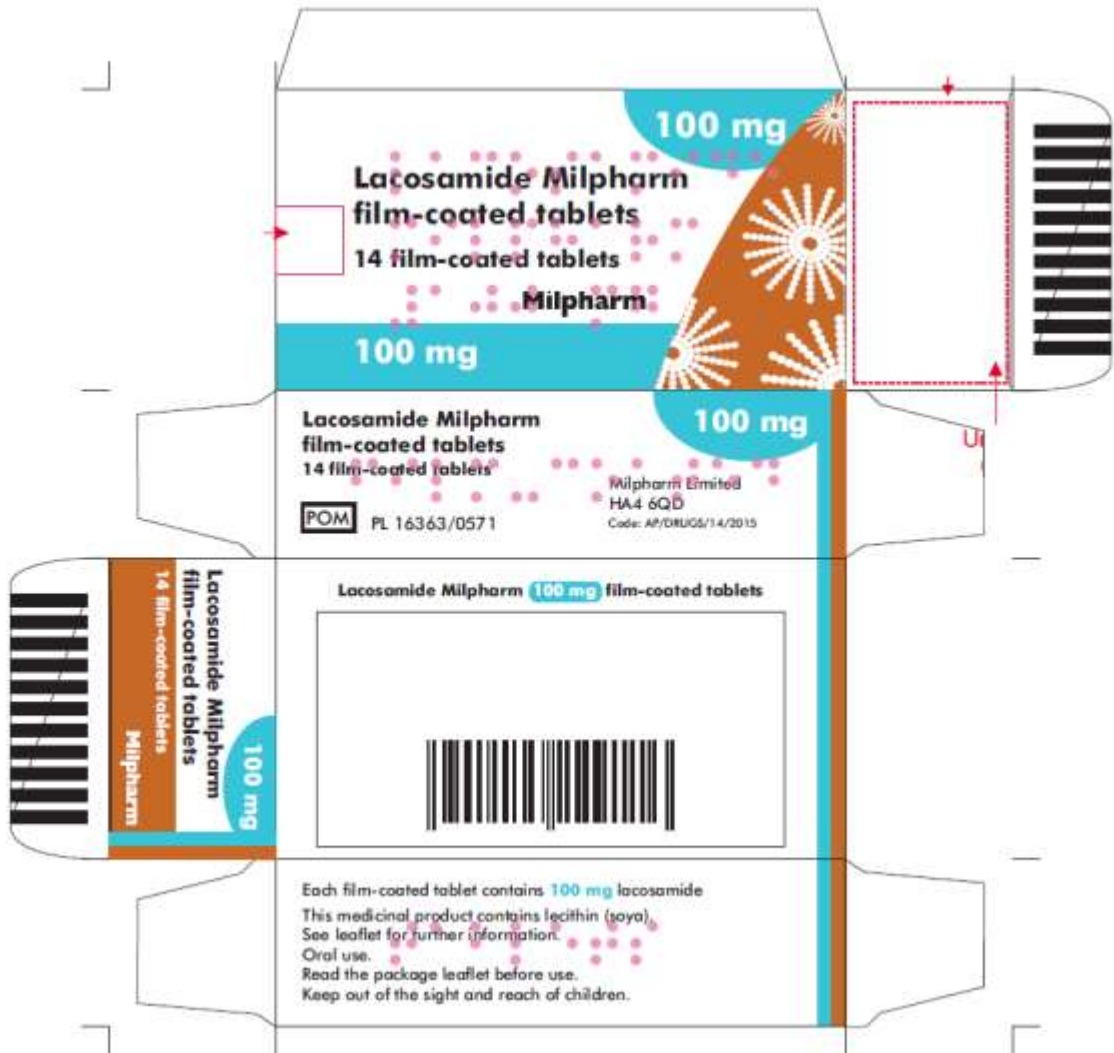 100 mg
Lacosamide Milpharm
film-coated tablets
14 film-coated tablets
Milpharm
100 mg
Lacosamide Milpharm
film-coated tablets
14 film-coated tablets
100 mg
POM
PL 16363/0571
Milpharm Limited
HA4 6QD
Code: AP/DRUGS/14/2015
Lacosamide Milpharm
film-coated tablets
14 film-coated tablets
100 mg
Milpharm
Lacosamide Milpharm 100 mg film-coated tablets
Each film-coated tablet contains 100 mg lacosamide
This medicinal product contains lecithin (soya).
See leaflet for further information.
Oral use.
Read the package leaflet before use.
Keep out of the sight and reach of children.